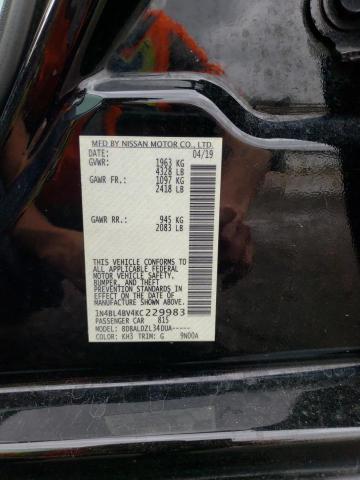 MFD BY NISSAN MOTOR CO., LTD.
DATE: 04/19
GVWR: 1963 KG
4328 LB
GAWR FR.: 1097 KG
2418 LB
GAWR RR.: 945 KG
2083 LB
THIS VEHICLE CONFORMS TO
ALL APPLICABLE FEDERAL
MOTOR VEHICLE SAFETY,
BUMPER, AND THEFT
PREVENTION STANDARDS IN
EFFECT ON THE DATE OF
MANUFACTURE SHOWN ABOVE.
1N4BL4BV4KC229983
PASSENGER CAR 815
MODEL: BDBALDZL34DUA-----
COLOR: KH3 TRIM: G 9N00A